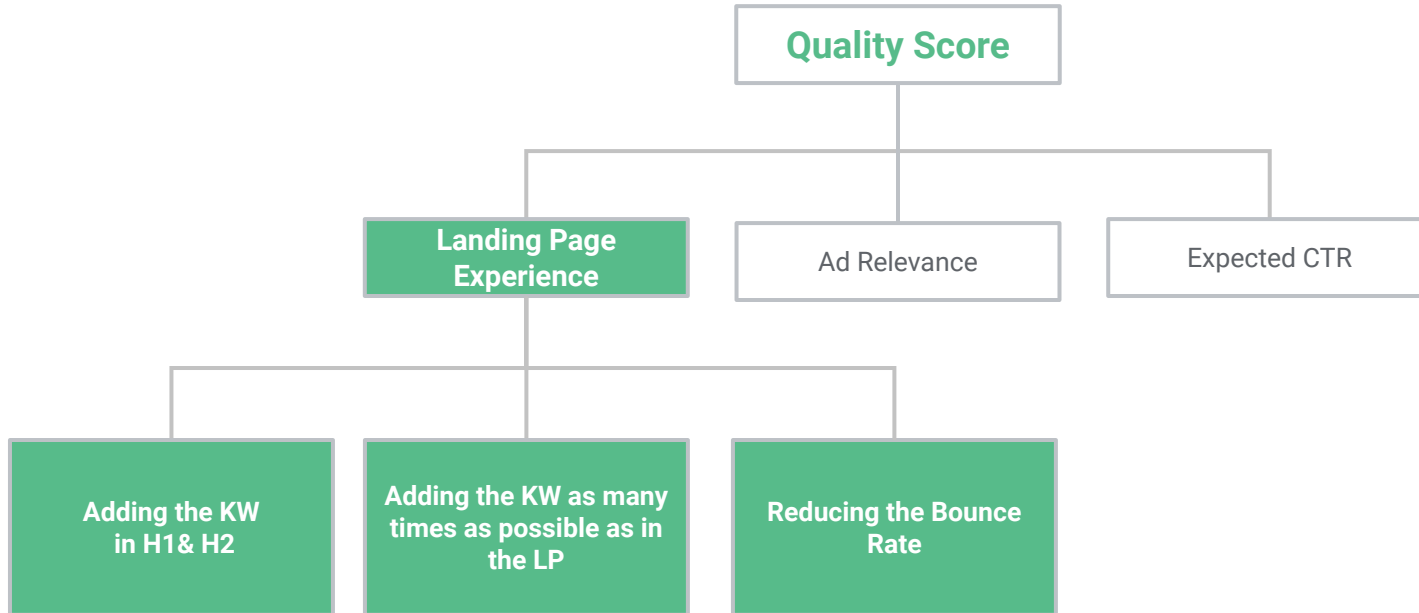 Quality Score
Landing Page
Experience
Ad Relevance
Expected CTR
Adding the KW
in H1& H2
Adding the KW as many
times as possible as in
the LP
Reducing the Bounce
Rate